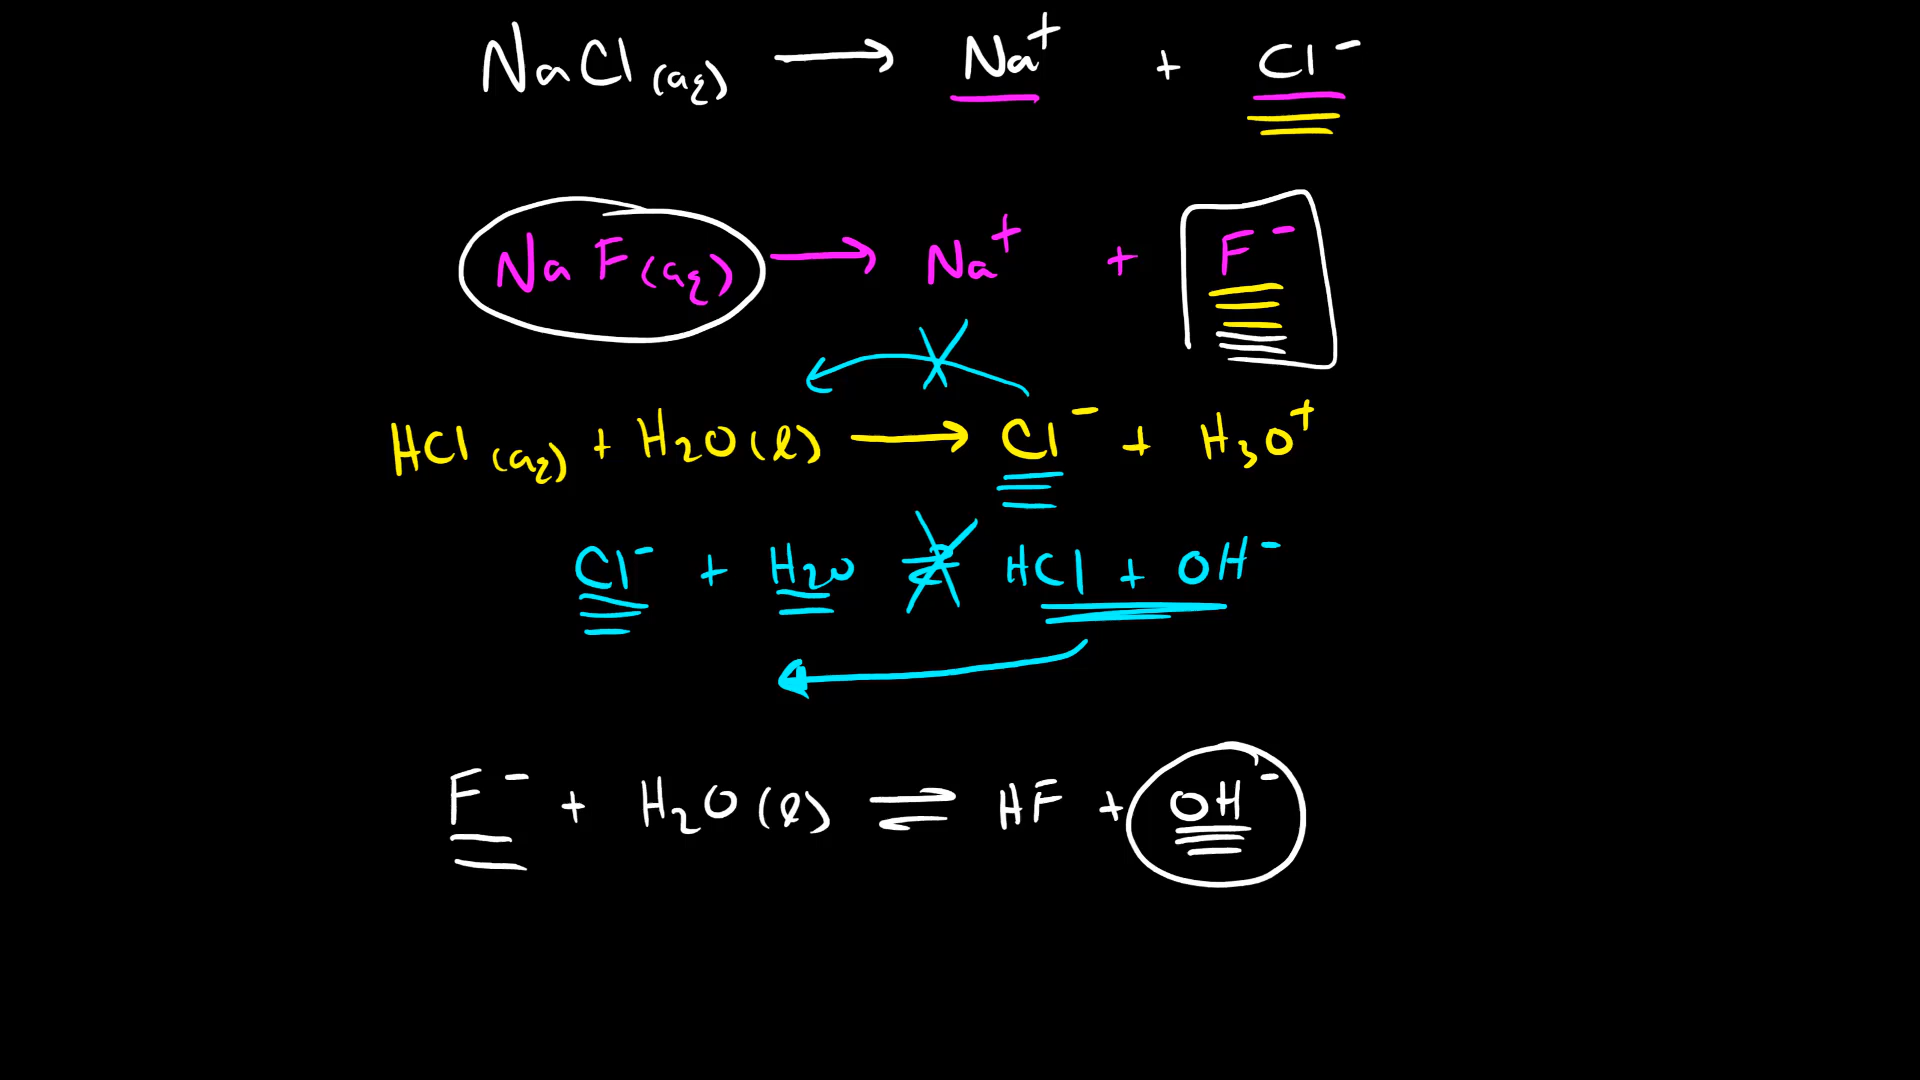 NaCl (aq) → Na⁺ + Cl⁻
NaF (aq) → Na⁺ + F⁻
HCl (aq) + H₂O (l) → Cl⁻ + H₃O⁺
Cl⁻ + H₂O ⇌ HCl + OH⁻
F⁻ + H₂O (l) ⇌ HF + OH⁻